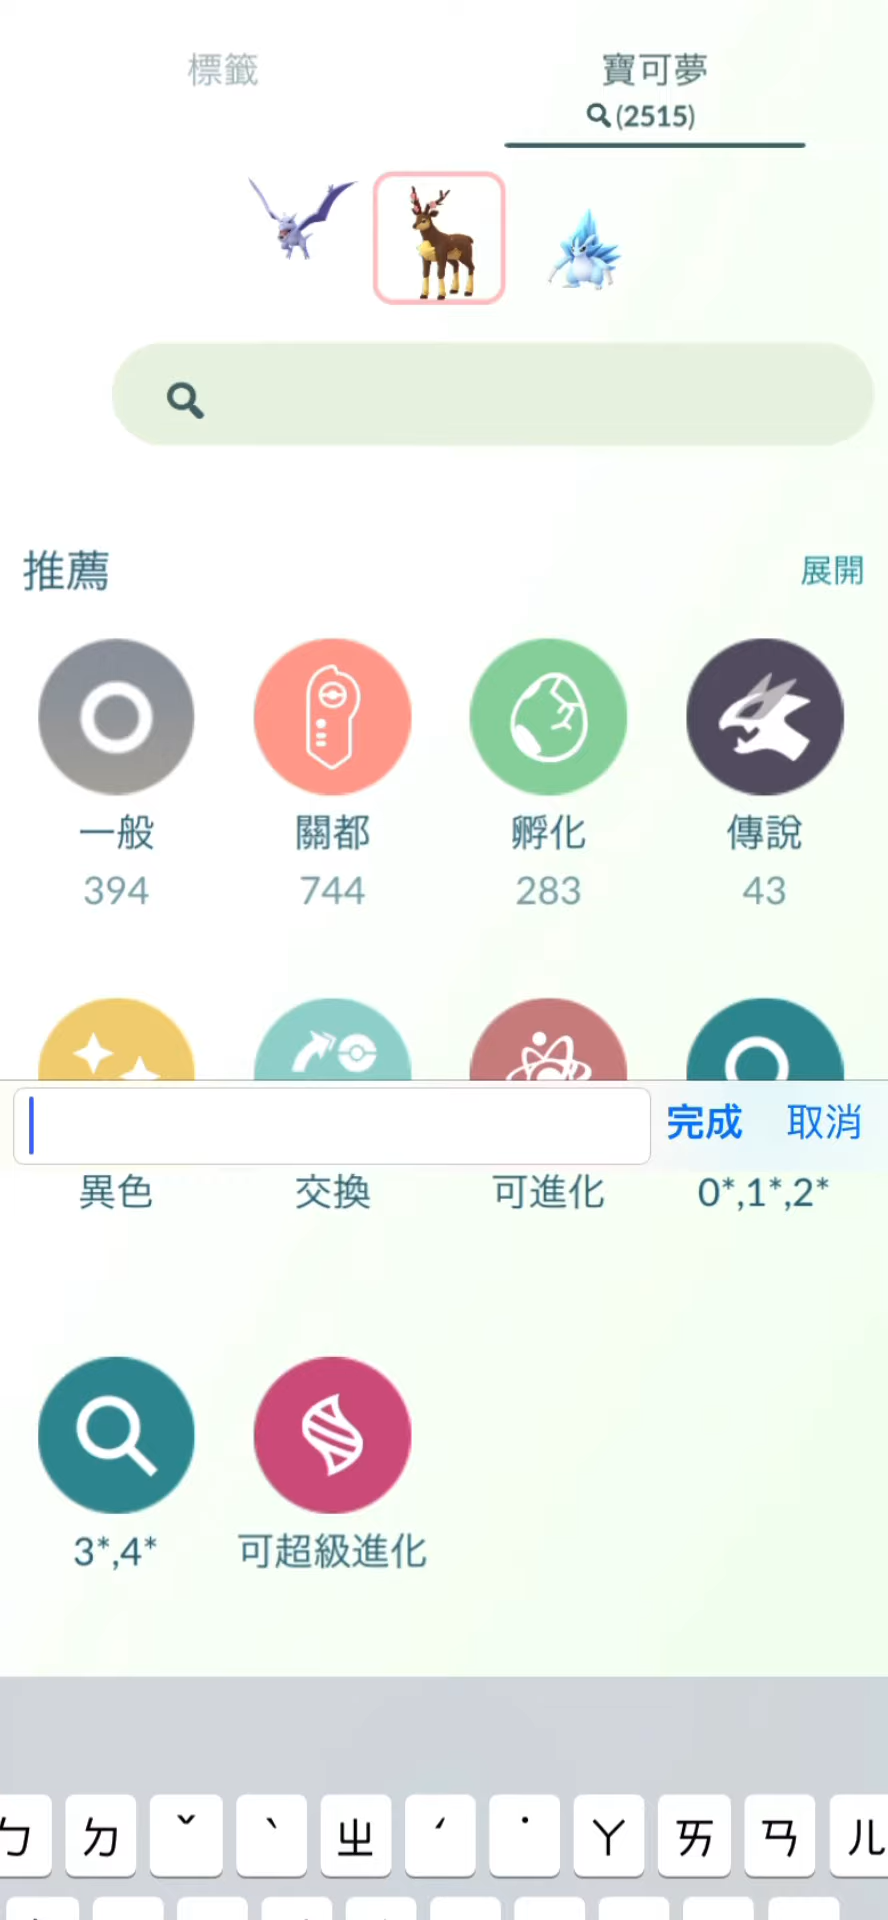 標籤
寶可夢
(2515)
推薦
展開
一般
關都
孵化
傳說
394
744
283
43
完成
取消
異色
交換
可進化
0*,1*,2*
3*,4*
可超級進化
ㄅ ㄉ ˇ ˋ ㄓ ˊ ˙ ㄚ ㄞ ㄢ ㄦ